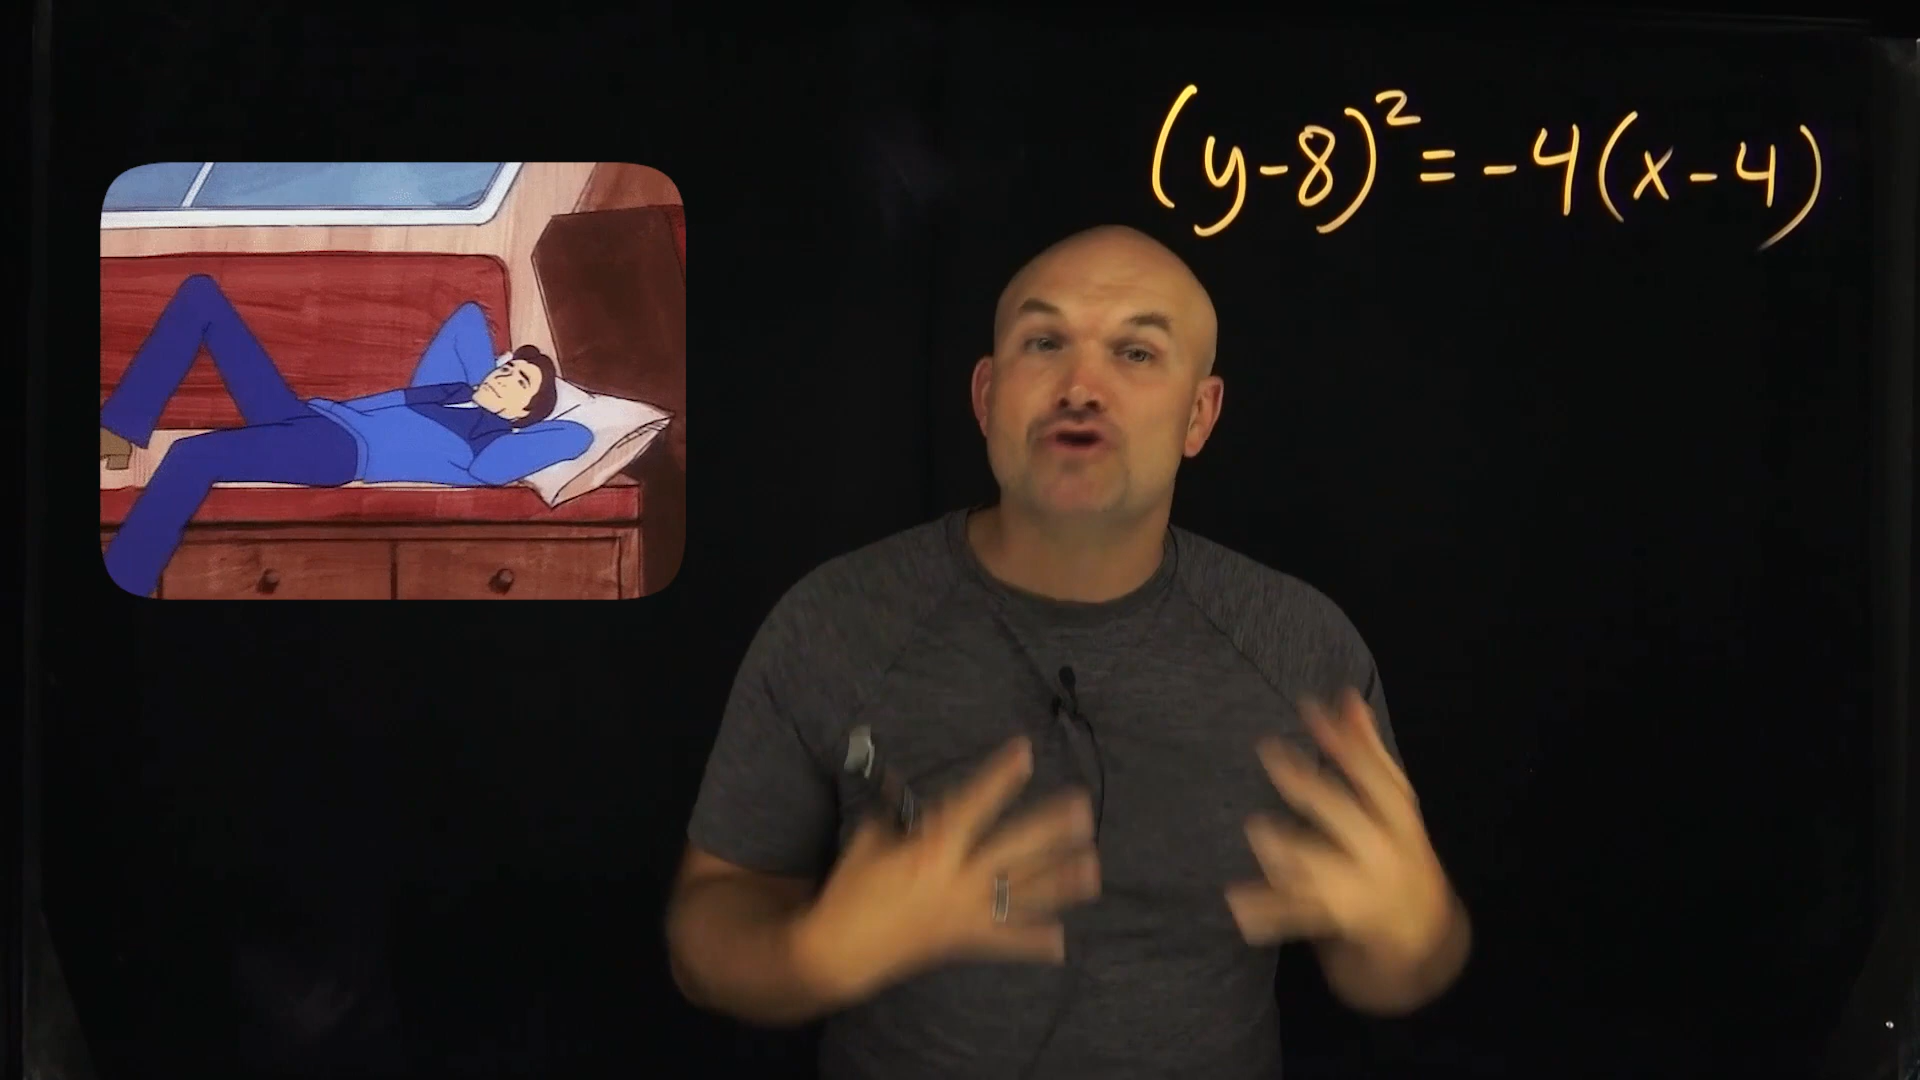 (y-8)² = -4(x-4)